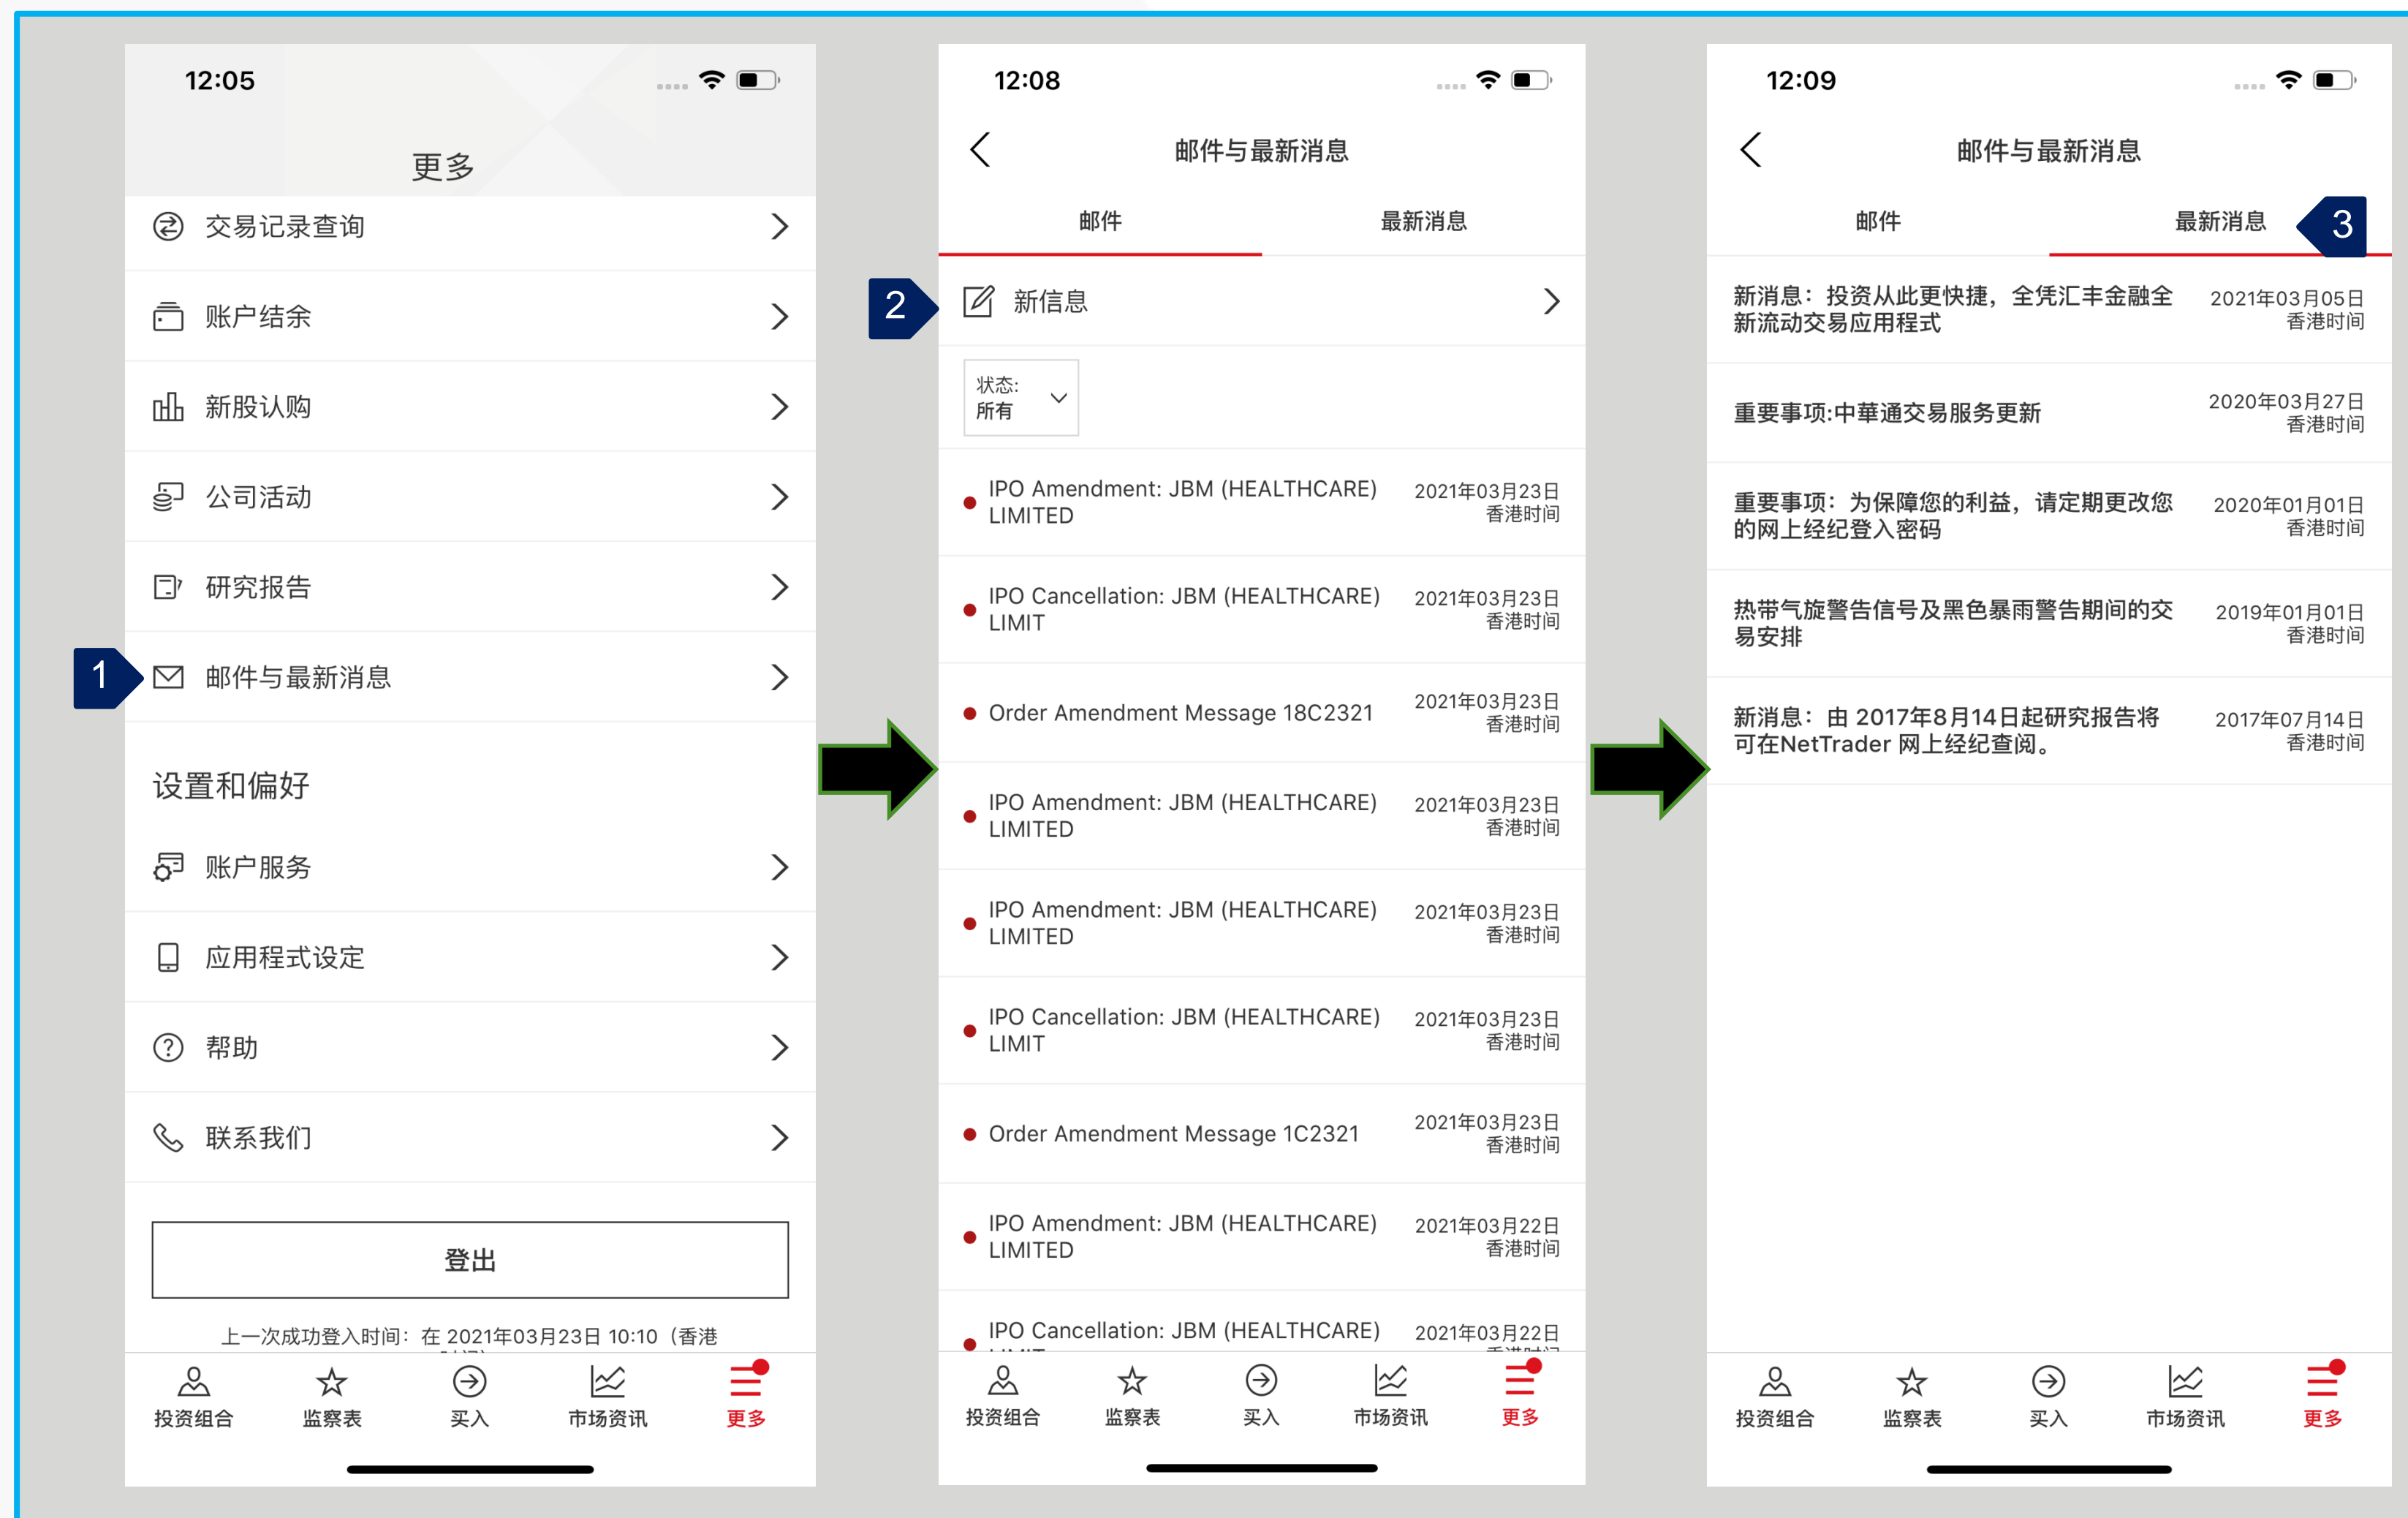 12:05
更多
交易记录查询
账户结余
新股认购
公司活动
研究报告
1
邮件与最新消息
设置和偏好
账户服务
应用程式设定
帮助
联系我们
登出
上一次成功登入时间：在 2021年03月23日 10:10（香港
投资组合
监察表
买入
市场资讯
更多
12:08
邮件与最新消息
邮件
最新消息
2
新信息
状态:
所有
IPO Amendment: JBM (HEALTHCARE)
LIMITED
2021年03月23日
香港时间
IPO Cancellation: JBM (HEALTHCARE)
LIMIT
2021年03月23日
香港时间
Order Amendment Message 18C2321
2021年03月23日
香港时间
IPO Amendment: JBM (HEALTHCARE)
LIMITED
2021年03月23日
香港时间
IPO Amendment: JBM (HEALTHCARE)
LIMITED
2021年03月23日
香港时间
IPO Cancellation: JBM (HEALTHCARE)
LIMIT
2021年03月23日
香港时间
Order Amendment Message 1C2321
2021年03月23日
香港时间
IPO Amendment: JBM (HEALTHCARE)
LIMITED
2021年03月22日
香港时间
IPO Cancellation: JBM (HEALTHCARE)
2021年03月22日
投资组合
监察表
买入
市场资讯
更多
12:09
邮件与最新消息
邮件
最新消息
3
新消息：投资从此更快捷，全凭汇丰金融全
新流动交易应用程式
2021年03月05日
香港时间
重要事项:中華通交易服务更新
2020年03月27日
香港时间
重要事项：为保障您的利益，请定期更改您
的网上经纪登入密码
2020年01月01日
香港时间
热带气旋警告信号及黑色暴雨警告期间的交
易安排
2019年01月01日
香港时间
新消息：由 2017年8月14日起研究报告将
可在NetTrader 网上经纪查阅。
2017年07月14日
香港时间
投资组合
监察表
买入
市场资讯
更多